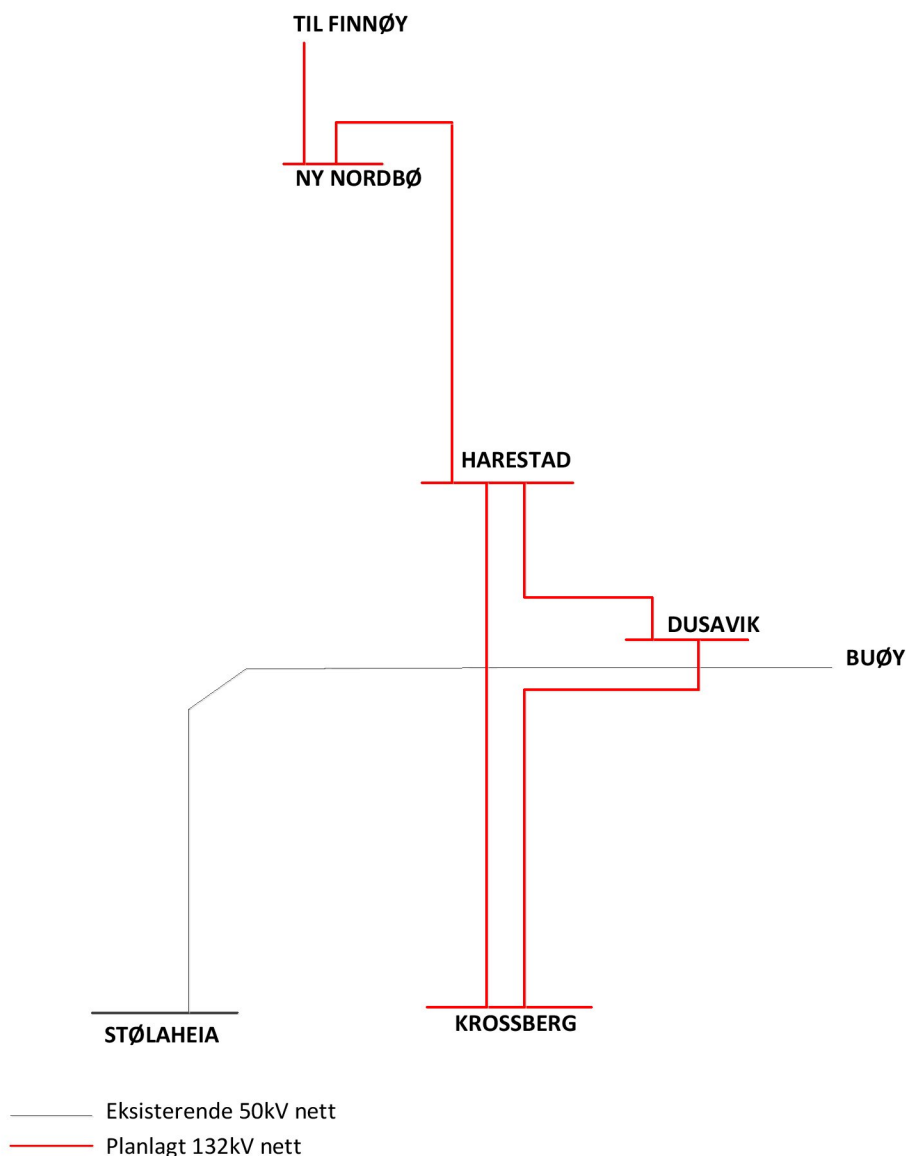 TIL FINNØY
NY NORDBØ
HARESTAD
DUSAVIK
BUØY
STØLAHEIA
KROSSBERG
Eksisterende 50kV nett
Planlagt 132kV nett